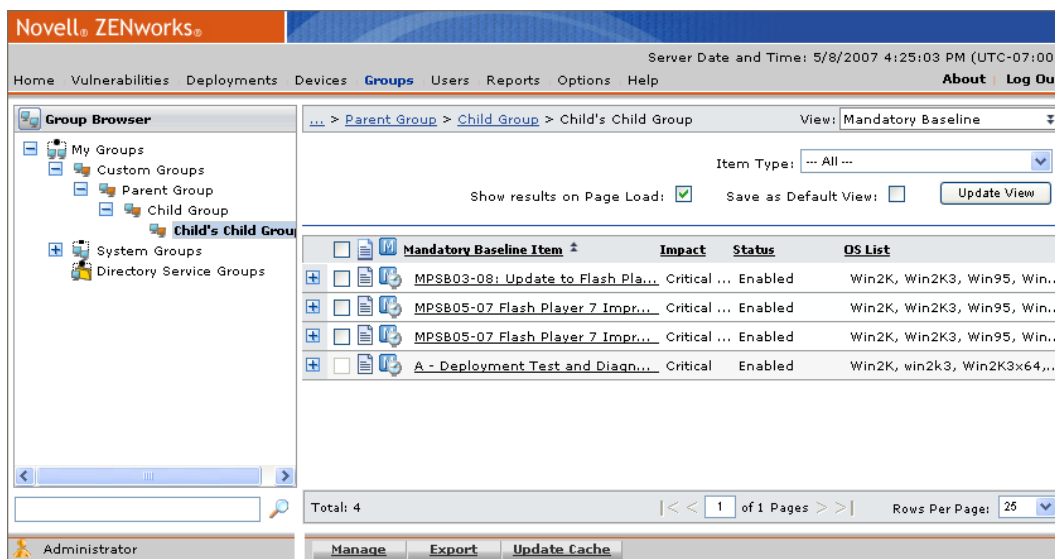 Novell® ZENworks®
Server Date and Time: 5/8/2007 4:25:03 PM (UTC-07:00
Home Vulnerabilities Deployments Devices Groups Users Reports Options Help About Log Ou
Group Browser
... > Parent Group > Child Group > Child's Child Group View: Mandatory Baseline
My Groups
Custom Groups
Parent Group
Child Group
Child's Child Grou
System Groups
Directory Service Groups
Item Type: --- All ---
Show results on Page Load: Save as Default View: Update View
Mandatory Baseline Item Impact Status OS List
MPSB03-08: Update to Flash Pla... Critical ... Enabled Win2K, Win2K3, Win95, Win..
MPSB05-07 Flash Player 7 Impr... Critical ... Enabled Win2K, Win2K3, Win95, Win..
MPSB05-07 Flash Player 7 Impr... Critical ... Enabled Win2K, Win2K3, Win95, Win..
A - Deployment Test and Diagn... Critical Enabled Win2K, win2k3, Win2K3x64,..
Total: 4 |< < 1 of 1 Pages > >| Rows Per Page: 25
Administrator
Manage Export Update Cache